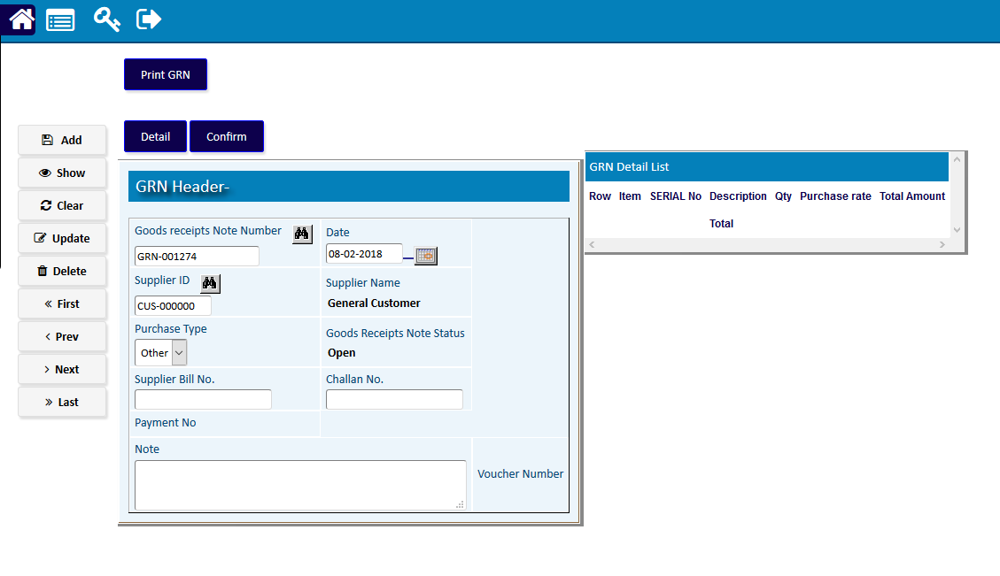 Print GRN
Detail
Confirm
Add
Show
Clear
Update
Delete
First
Prev
Next
Last
GRN Header-
Goods receipts Note Number
GRN-001274
Date
08-02-2018
Supplier ID
CUS-000000
Supplier Name
General Customer
Purchase Type
Other
Goods Receipts Note Status
Open
Supplier Bill No.
Challan No.
Payment No
Note
Voucher Number
GRN Detail List
Row Item SERIAL No Description Qty Purchase rate Total Amount
Total